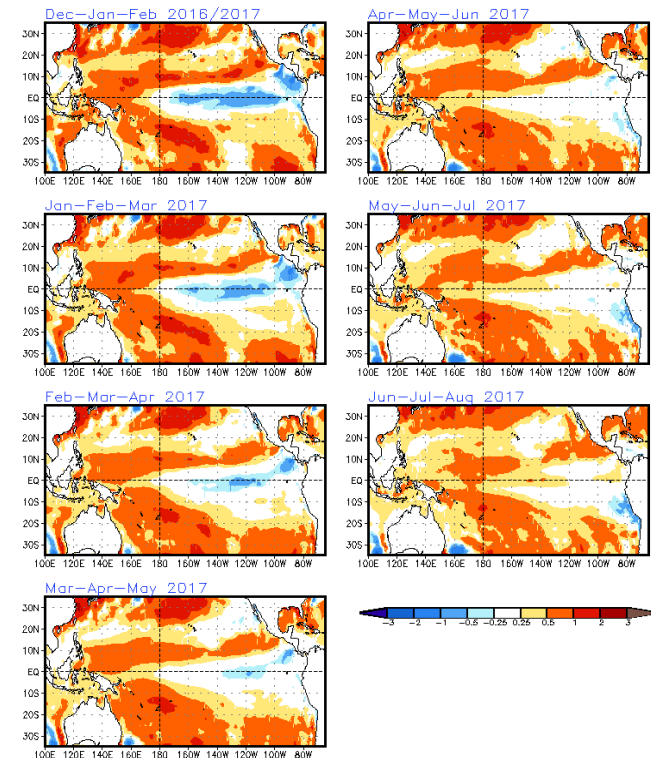 Dec-Jan-Feb 2016/2017
30N
20N
10N
EQ
10S
20S
30S
100E 120E 140E 160E 180 160W 140W 120W 100W 80W
Jan-Feb-Mar 2017
30N
20N
10N
EQ
10S
20S
30S
100E 120E 140E 160E 180 160W 140W 120W 100W 80W
Feb-Mar-Apr 2017
30N
20N
10N
EQ
10S
20S
30S
100E 120E 140E 160E 180 160W 140W 120W 100W 80W
Mar-Apr-May 2017
30N
20N
10N
EQ
10S
20S
30S
100E 120E 140E 160E 180 160W 140W 120W 100W 80W
Apr-May-Jun 2017
30N
20N
10N
EQ
10S
20S
30S
100E 120E 140E 160E 180 160W 140W 120W 100W 80W
May-Jun-Jul 2017
30N
20N
10N
EQ
10S
20S
30S
100E 120E 140E 160E 180 160W 140W 120W 100W 80W
Jun-Jul-Aug 2017
30N
20N
10N
EQ
10S
20S
30S
100E 120E 140E 160E 180 160W 140W 120W 100W 80W
-3 -2 -1 -0.5 -0.25 0.25 0.5 1 2 3